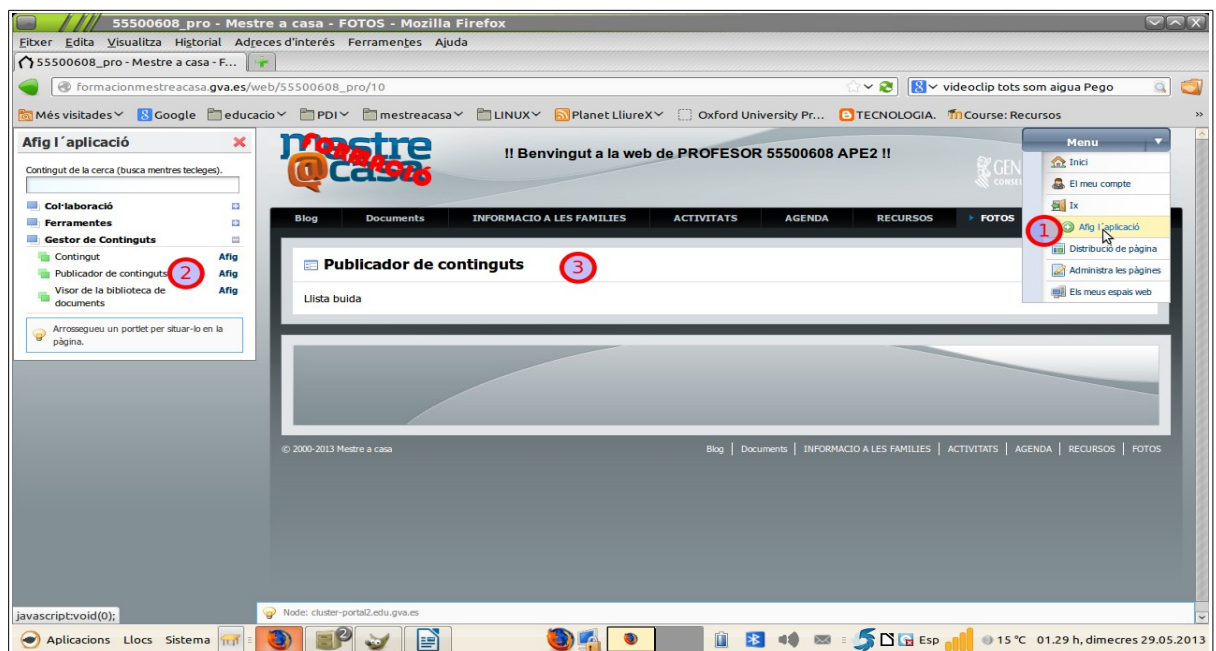 55500608_pro - Mestre a casa - FOTOS - Mozilla Firefox
Fitxer Edita Visualitza Historial Adreces d'interés Ferramentes Ajuda
55500608_pro - Mestre a casa - F...
formacionmestreacasa.gva.es/web/55500608_pro/10
videoclip tots som aigua Pego
Més visitades Google educacio PDI mestreacasa LINUX Planet LliureX Oxford University Pr... TECNOLOGIA. Course: Recursos »
Afig l´aplicació
Contingut de la cerca (busca mentres tecleges).
Col·laboració
Ferramentes
Gestor de Continguts
Contingut Afig
Publicador de continguts Afig
2
Visor de la biblioteca de documents Afig
Arrossegueu un portlet per situar-lo en la
pàgina.
mestre
FORMACIÓ
@casa
!! Benvingut a la web de PROFESOR 55500608 APE2 !!
GEN
CONSEL
Menu
Inici
El meu compte
Ix
1
Afig l´aplicació
Distribució de pàgina
Administra les pàgines
Els meus espais web
Blog Documents INFORMACIO A LES FAMILIES ACTIVITATS AGENDA RECURSOS FOTOS
Publicador de continguts
3
Llista buida
© 2000-2013 Mestre a casa
Blog | Documents | INFORMACIO A LES FAMILIES | ACTIVITATS | AGENDA | RECURSOS | FOTOS
javascript:void(0);
Node: cluster-portal2.edu.gva.es
Aplicacions Llocs Sistema
2
Esp
15 °C 01.29 h, dimecres 29.05.2013